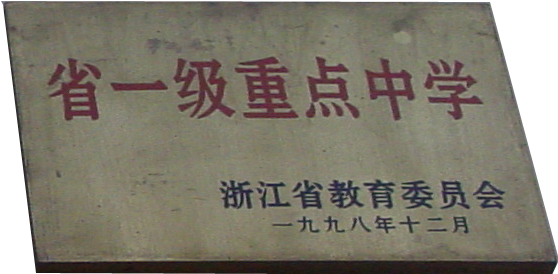 省一级重点中学
浙江省教育委员会
一九九八年十二月